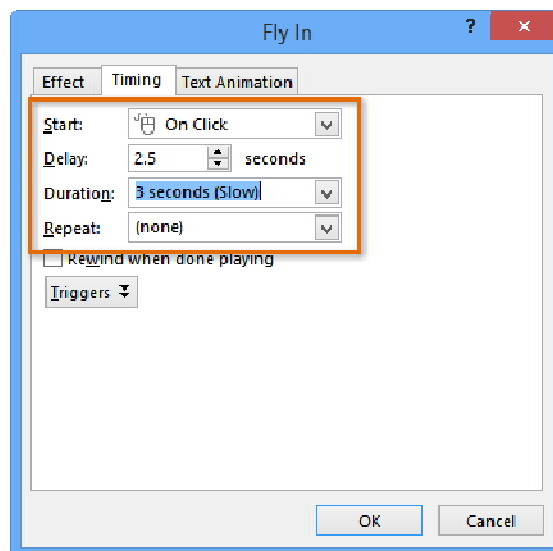 Fly In
?
Effect Timing Text Animation
Start: On Click
Delay: 2.5 seconds
Duration: 3 seconds (Slow)
Repeat: (none)
Rewind when done playing
Triggers
OK Cancel